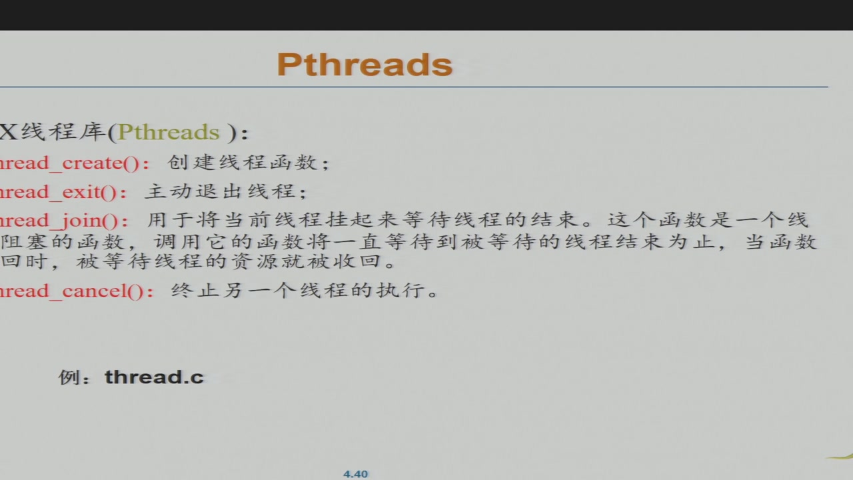 Pthreads
X线程库(Pthreads ):
hread_create(): 创建线程函数;
hread_exit(): 主动退出线程;
hread_join(): 用于将当前线程挂起来等待线程的结束。这个函数是一个线
阻塞的函数，调用它的函数将一直等待到被等待的线程结束为止，当函数
回时，被等待线程的资源就被收回。
hread_cancel(): 终止另一个线程的执行。
例: thread.c
4.40